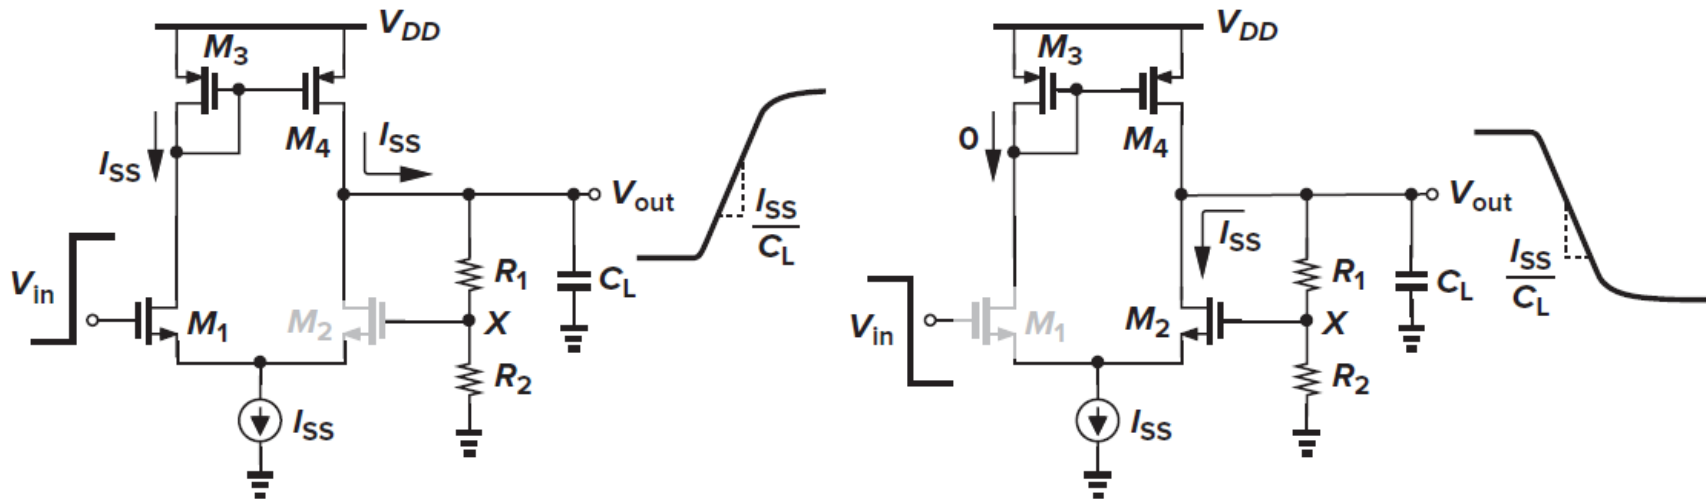 V_DD
M_3
M_4
I_SS
I_SS
V_out
I_SS
C_L
R_1
C_L
V_in
M_1
M_2
X
R_2
I_SS
V_DD
M_3
M_4
0
V_out
I_SS
R_1
C_L
I_SS
C_L
V_in
M_1
M_2
X
R_2
I_SS